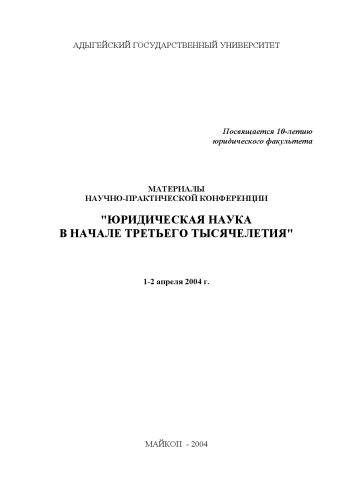 АДЫГЕЙСКИЙ ГОСУДАРСТВЕННЫЙ УНИВЕРСИТЕТ
Посвящается 10-летию
юридического факультета
МАТЕРИАЛЫ
НАУЧНО-ПРАКТИЧЕСКОЙ КОНФЕРЕНЦИИ
"ЮРИДИЧЕСКАЯ НАУКА
В НАЧАЛЕ ТРЕТЬЕГО ТЫСЯЧЕЛЕТИЯ"
1-2 апреля 2004 г.
МАЙКОП - 2004